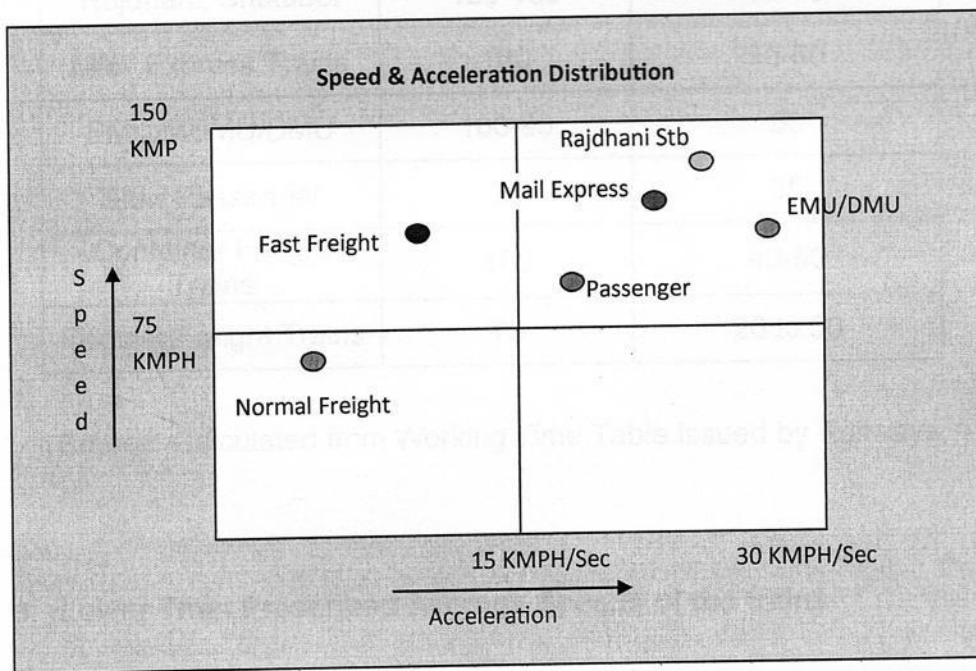 Speed & Acceleration Distribution
150
KMP
Rajdhani Stb
Mail Express
EMU/DMU
Fast Freight
Passenger
Speed
75
KMPH
Normal Freight
15 KMPH/Sec
30 KMPH/Sec
Acceleration